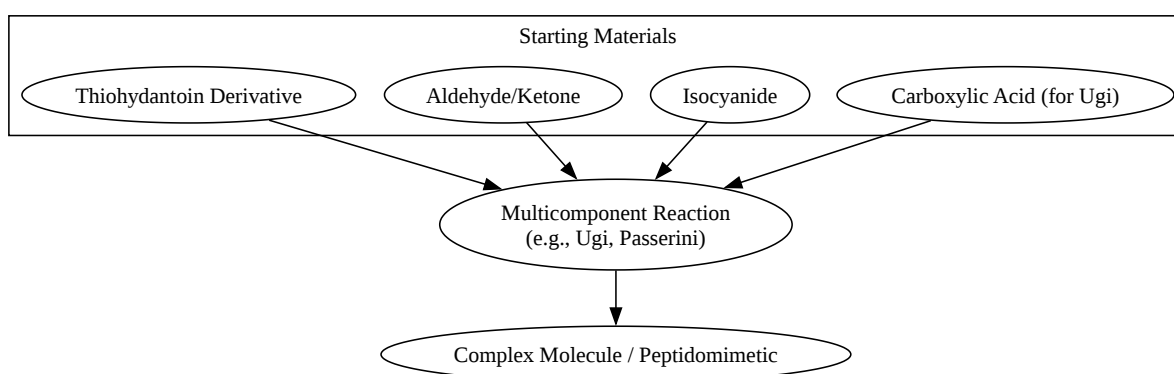 Starting Materials
Thiohydantoin Derivative
Aldehyde/Ketone
Isocyanide
Carboxylic Acid (for Ugi)
Multicomponent Reaction
(e.g., Ugi, Passerini)
Complex Molecule / Peptidomimetic